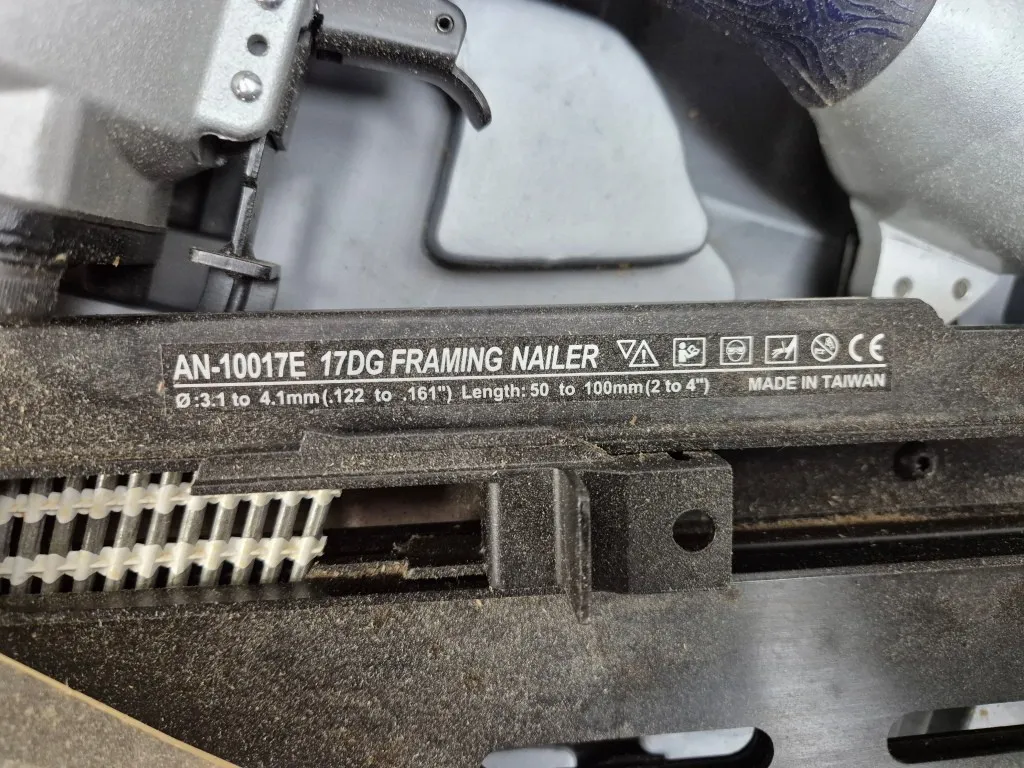 AN-10017E 17DG FRAMING NAILER CE
Ø :3.1 to 4.1mm(.122 to .161") Length: 50 to 100mm(2 to 4") MADE IN TAIWAN